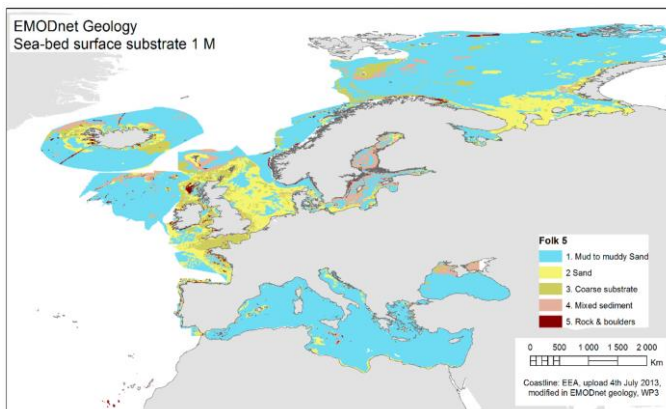 EMODnet Geology
Sea-bed surface substrate 1 M
Folk 5
1. Mud to muddy Sand
2 Sand
3. Coarse substrate
4. Mixed sediment
5. Rock & boulders
0 500 1 000 2 000
Km
Coastline: EEA, upload 4th July 2013,
modified in EMODnet geology, WP3